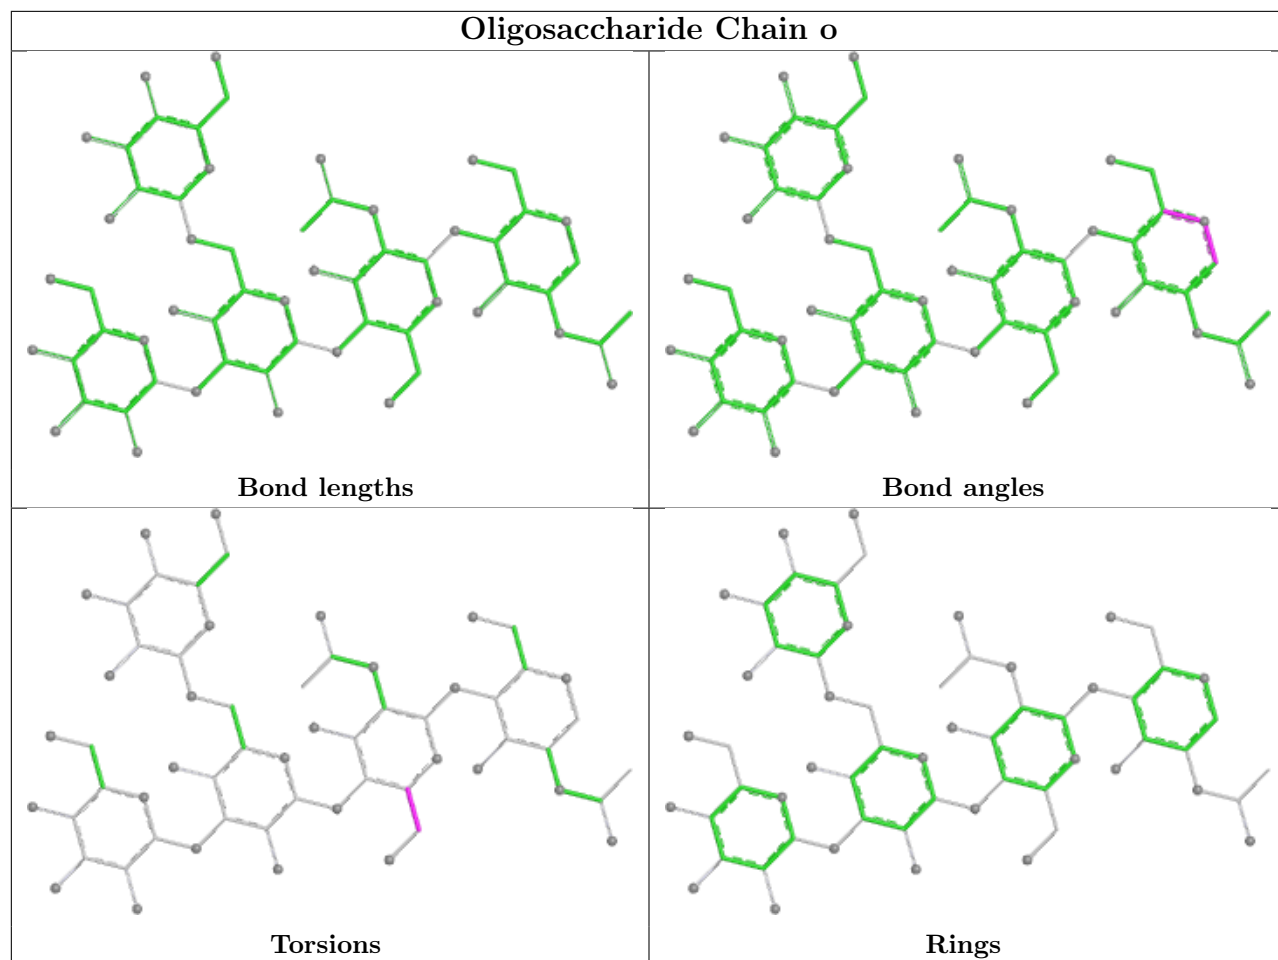 Oligosaccharide Chain o
Bond lengths
Bond angles
Torsions
Rings